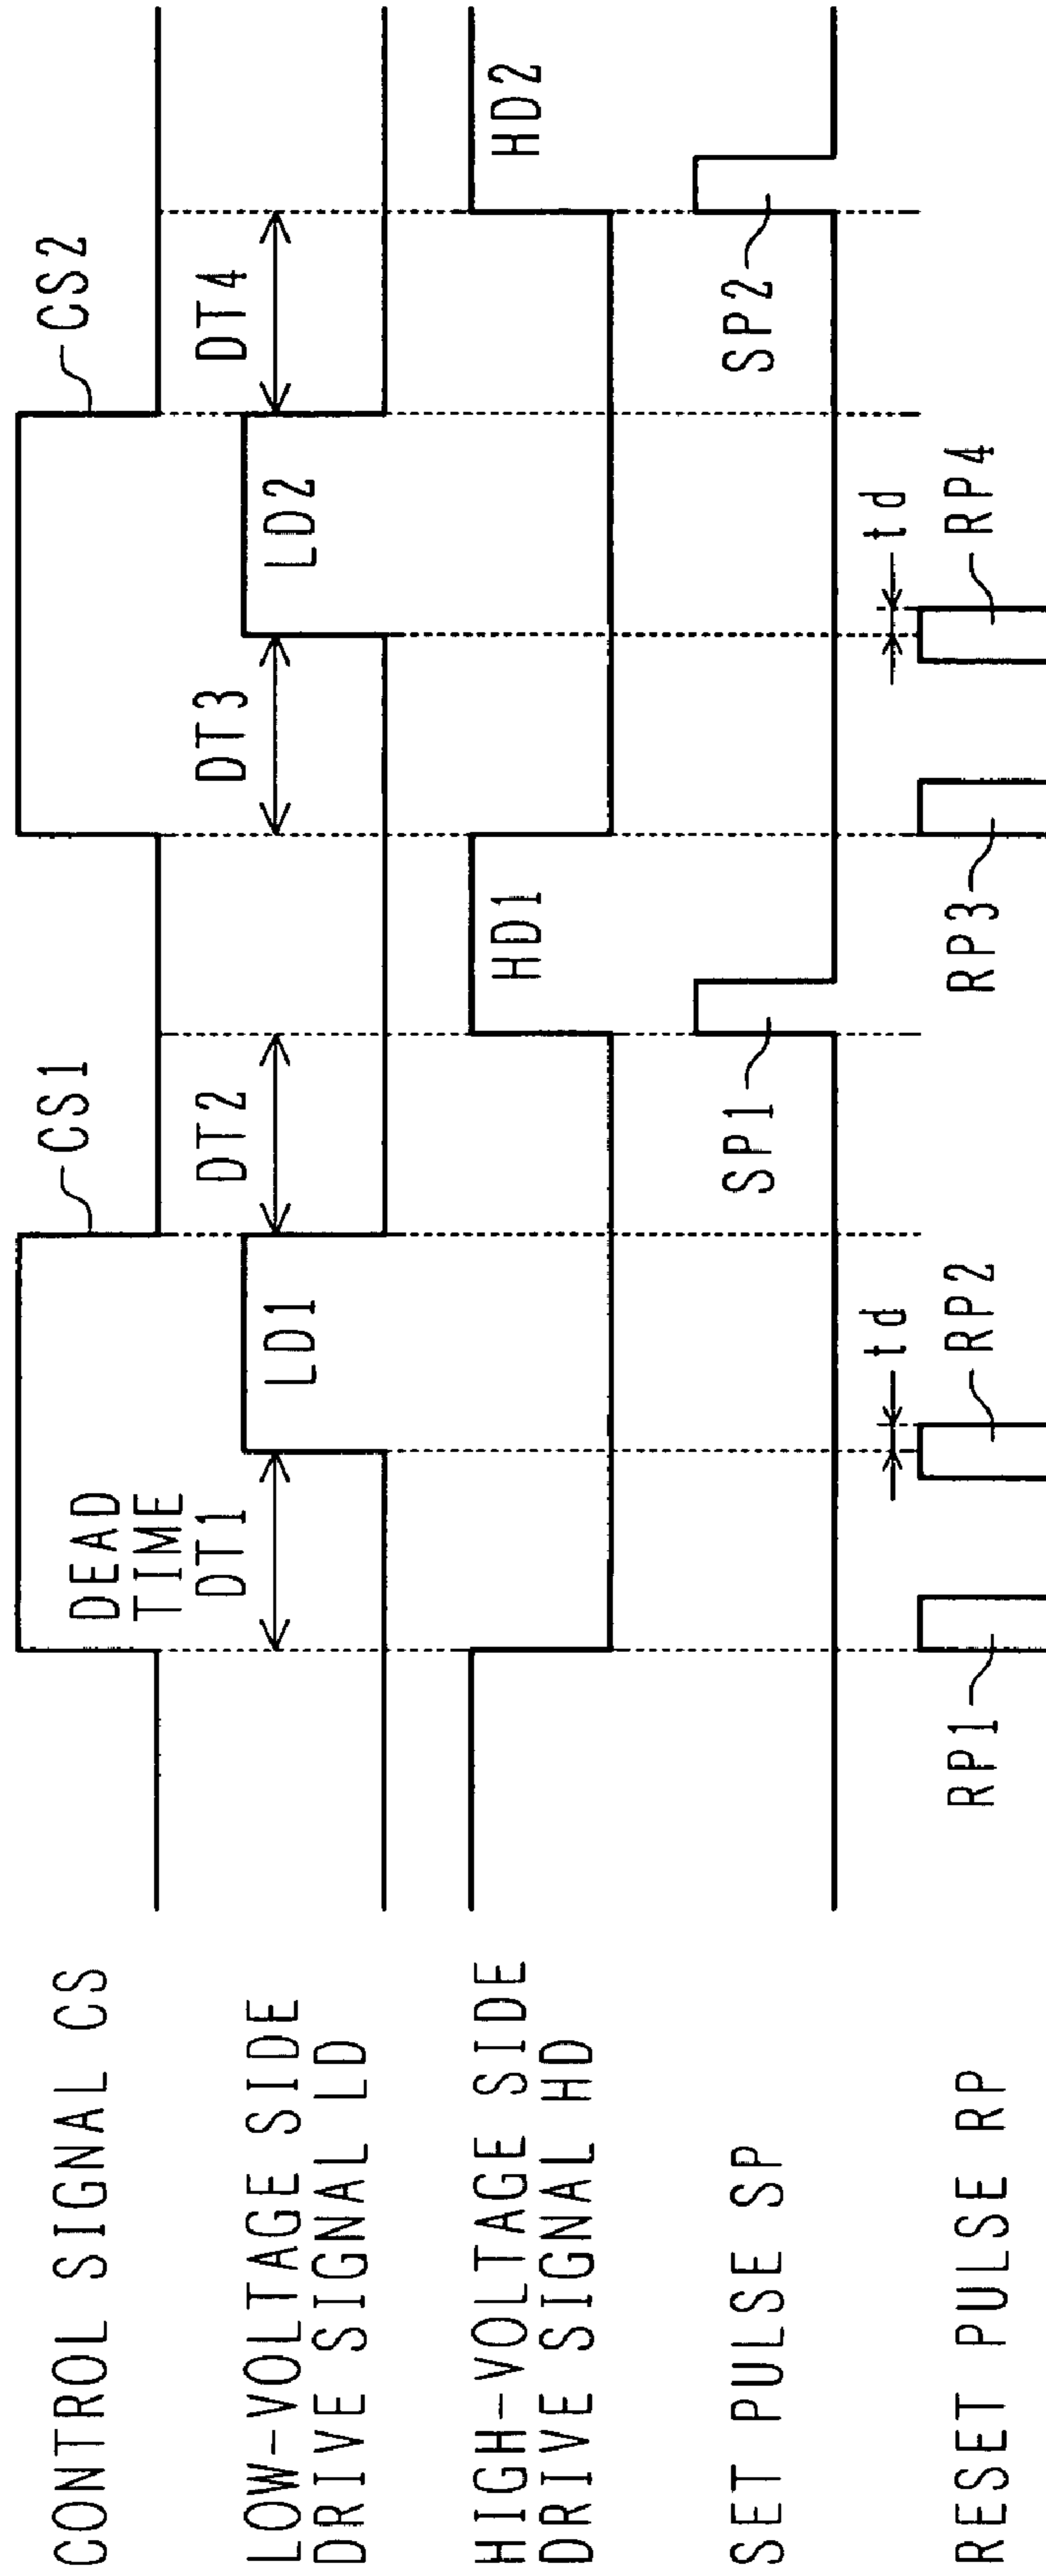 CONTROL SIGNAL CS
CS1
CS2
LOW-VOLTAGE SIDE
DRIVE SIGNAL LD
DEAD
TIME
DT1
LD1
DT2
DT3
LD2
DT4
HIGH-VOLTAGE SIDE
DRIVE SIGNAL HD
HD1
HD2
SET PULSE SP
SP1
SP2
RESET PULSE RP
RP1
td
RP2
RP3
td
RP4